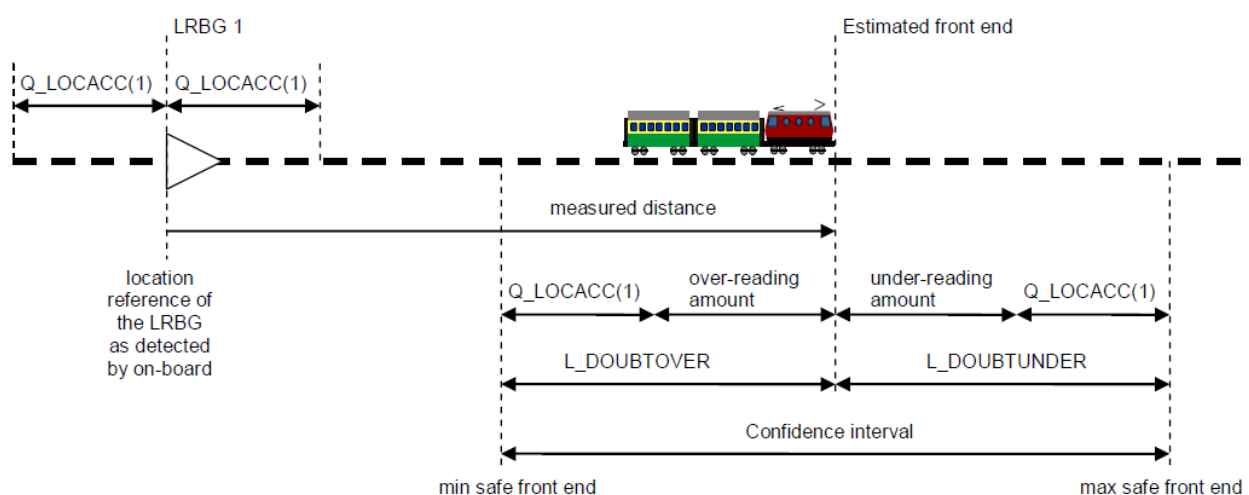 LRBG 1
Estimated front end
Q_LOCACC(1)
Q_LOCACC(1)
measured distance
location
reference of
the LRBG
as detected
by on-board
Q_LOCACC(1)
over-reading
amount
under-reading
amount
Q_LOCACC(1)
L_DOUBTOVER
L_DOUBTUNDER
Confidence interval
min safe front end
max safe front end